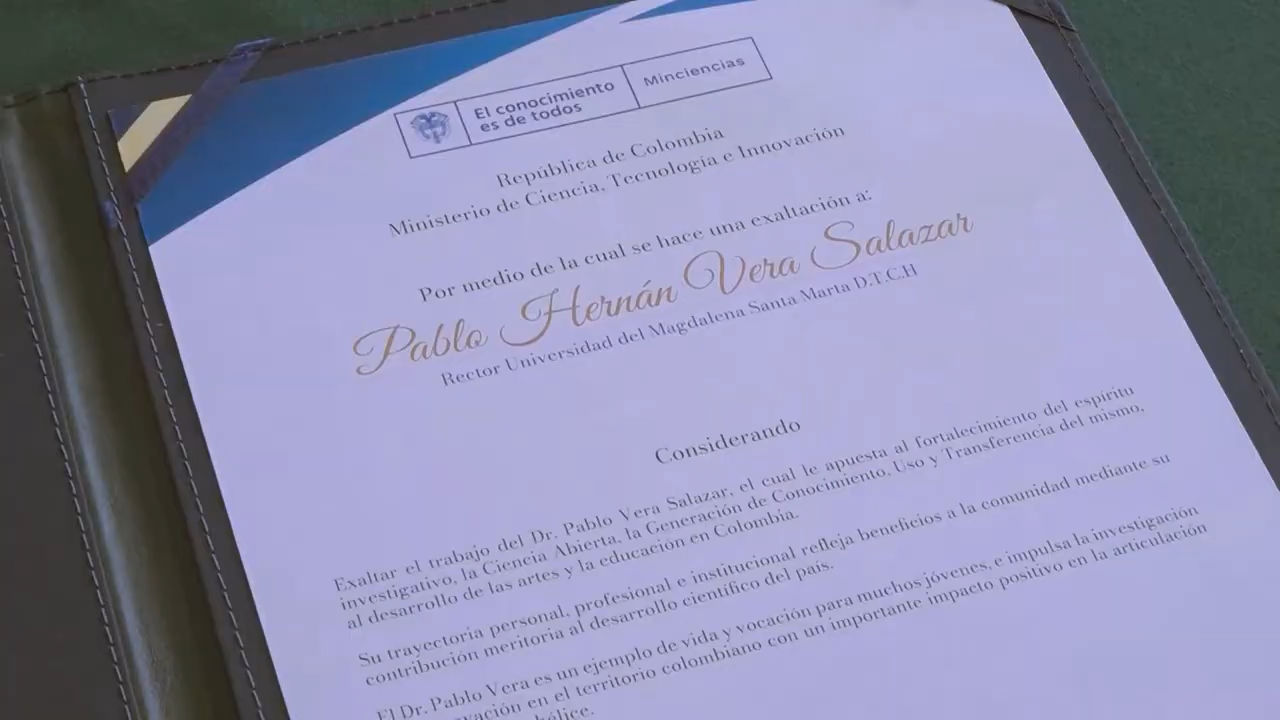 El conocimiento
es de todos
Minciencias
República de Colombia
Ministerio de Ciencia, Tecnología e Innovación
Por medio de la cual se hace una exaltación a:
Pablo Hernán Vera Salazar
Rector Universidad del Magdalena Santa Marta D.T.C.H
Considerando
Exaltar el trabajo del Dr. Pablo Vera Salazar, el cual le apuesta al fortalecimiento del espíritu
investigativo, la Ciencia Abierta, la Generación de Conocimiento, Uso y Transferencia del mismo,
al desarrollo de las artes y la educación en Colombia.
Su trayectoria personal, profesional e institucional refleja beneficios a la comunidad mediante su
contribución meritoria al desarrollo científico del país.
El Dr. Pablo Vera es un ejemplo de vida y vocación para muchos jóvenes, e impulsa la investigación
en el territorio colombiano con un importante impacto positivo en la articulación